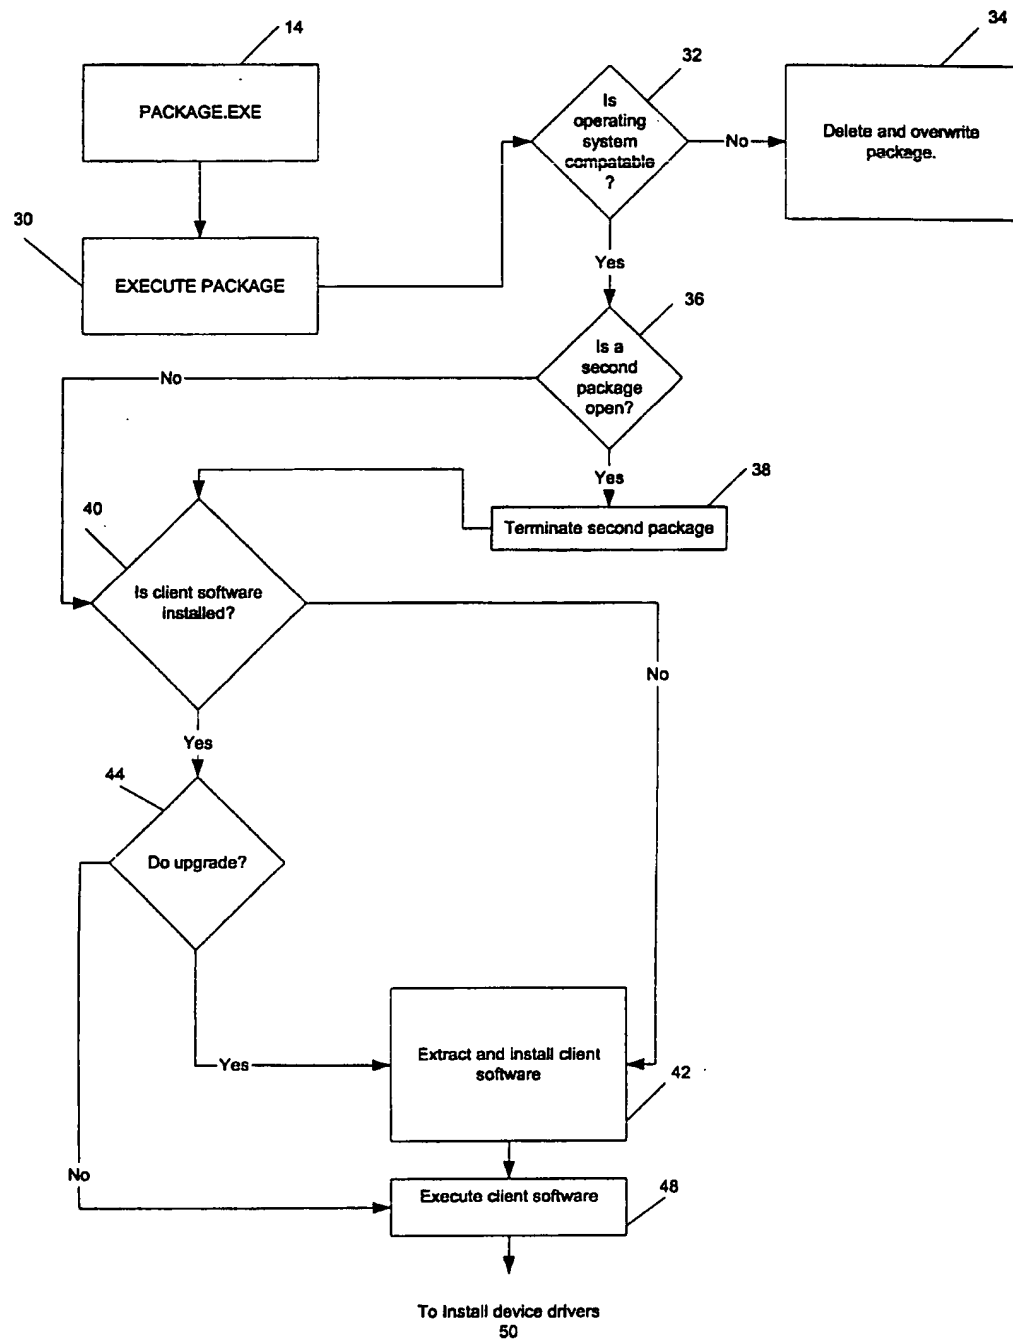 14
PACKAGE.EXE
30
EXECUTE PACKAGE
32
Is
operating
system
compatable
?
No
34
Delete and overwrite
package.
Yes
36
Is a
second
package
open?
No
Yes
38
Terminate second package
40
Is client software
installed?
No
Yes
44
Do upgrade?
Yes
Extract and install client
software
42
No
Execute client software
48
To Install device drivers
50